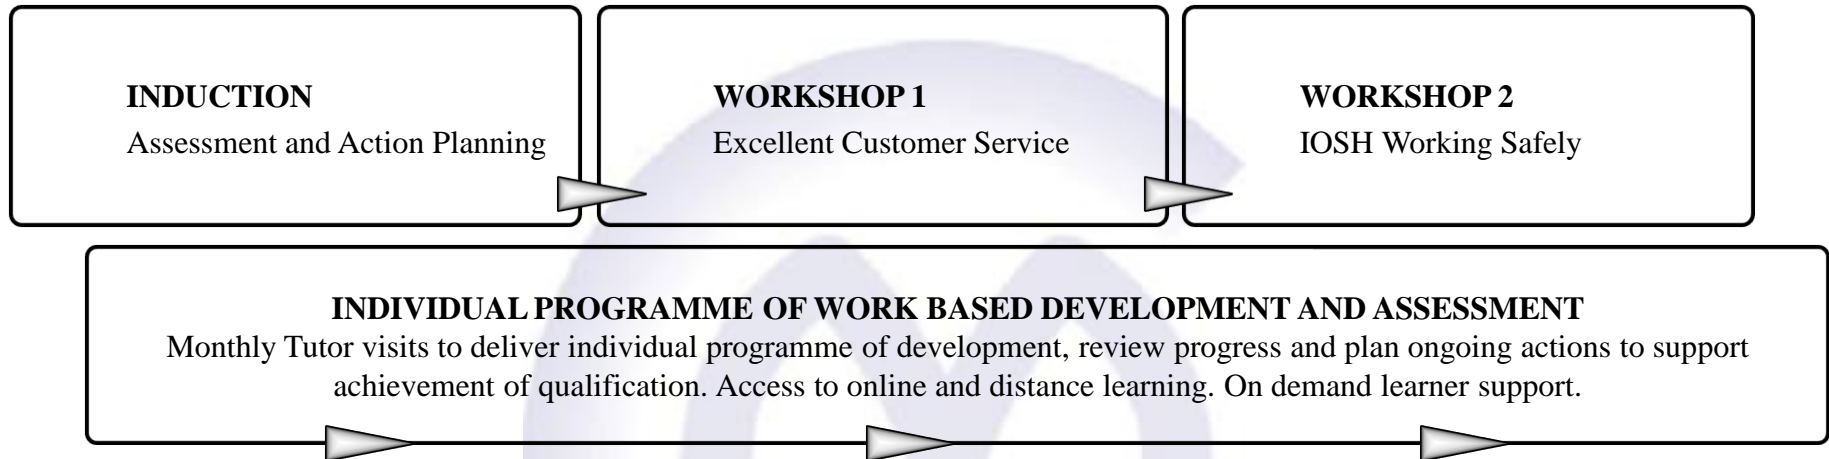 INDUCTION
Assessment and Action Planning
WORKSHOP 1
Excellent Customer Service
WORKSHOP 2
IOSH Working Safely
INDIVIDUAL PROGRAMME OF WORK BASED DEVELOPMENT AND ASSESSMENT
Monthly Tutor visits to deliver individual programme of development, review progress and plan ongoing actions to support
achievement of qualification. Access to online and distance learning. On demand learner support.